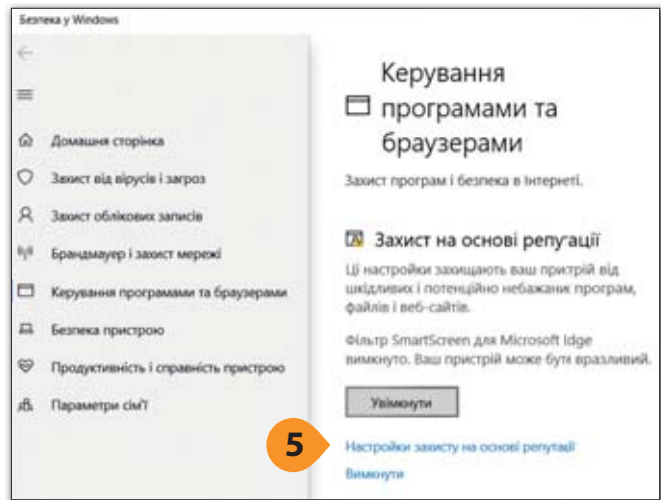 Безпека у Windows
Домашня сторінка
Захист від вірусів і загроз
Захист облікових записів
Брандмауер і захист мережі
Керування програмами та браузерами
Безпека пристрою
Продуктивність і справність пристрою
Параметри сім'ї
Керування
програмами та
браузерами
Захист програм і безпека в Інтернеті.
Захист на основі репутації
Ці настройки захищають ваш пристрій від
шкідливих і потенційно небажаних програм,
файлів і веб-сайтів.
Фільтр SmartScreen для Microsoft Idge
вимкнуто. Ваш пристрій може бути вразливий.
Увімкнути
5
Настройки захисту на основі репутації
Вимкнути